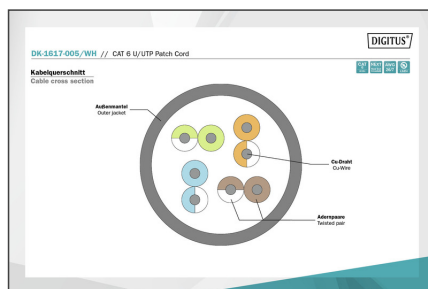 DIGITUS®
DK-1617-005/WH // CAT 6 U/UTP Patch Cord
Kabelquerschnitt
Cable cross section
Außenmantel
Outer jacket
Cu-Draht
Cu-Wire
Adernpaare
Twisted pair